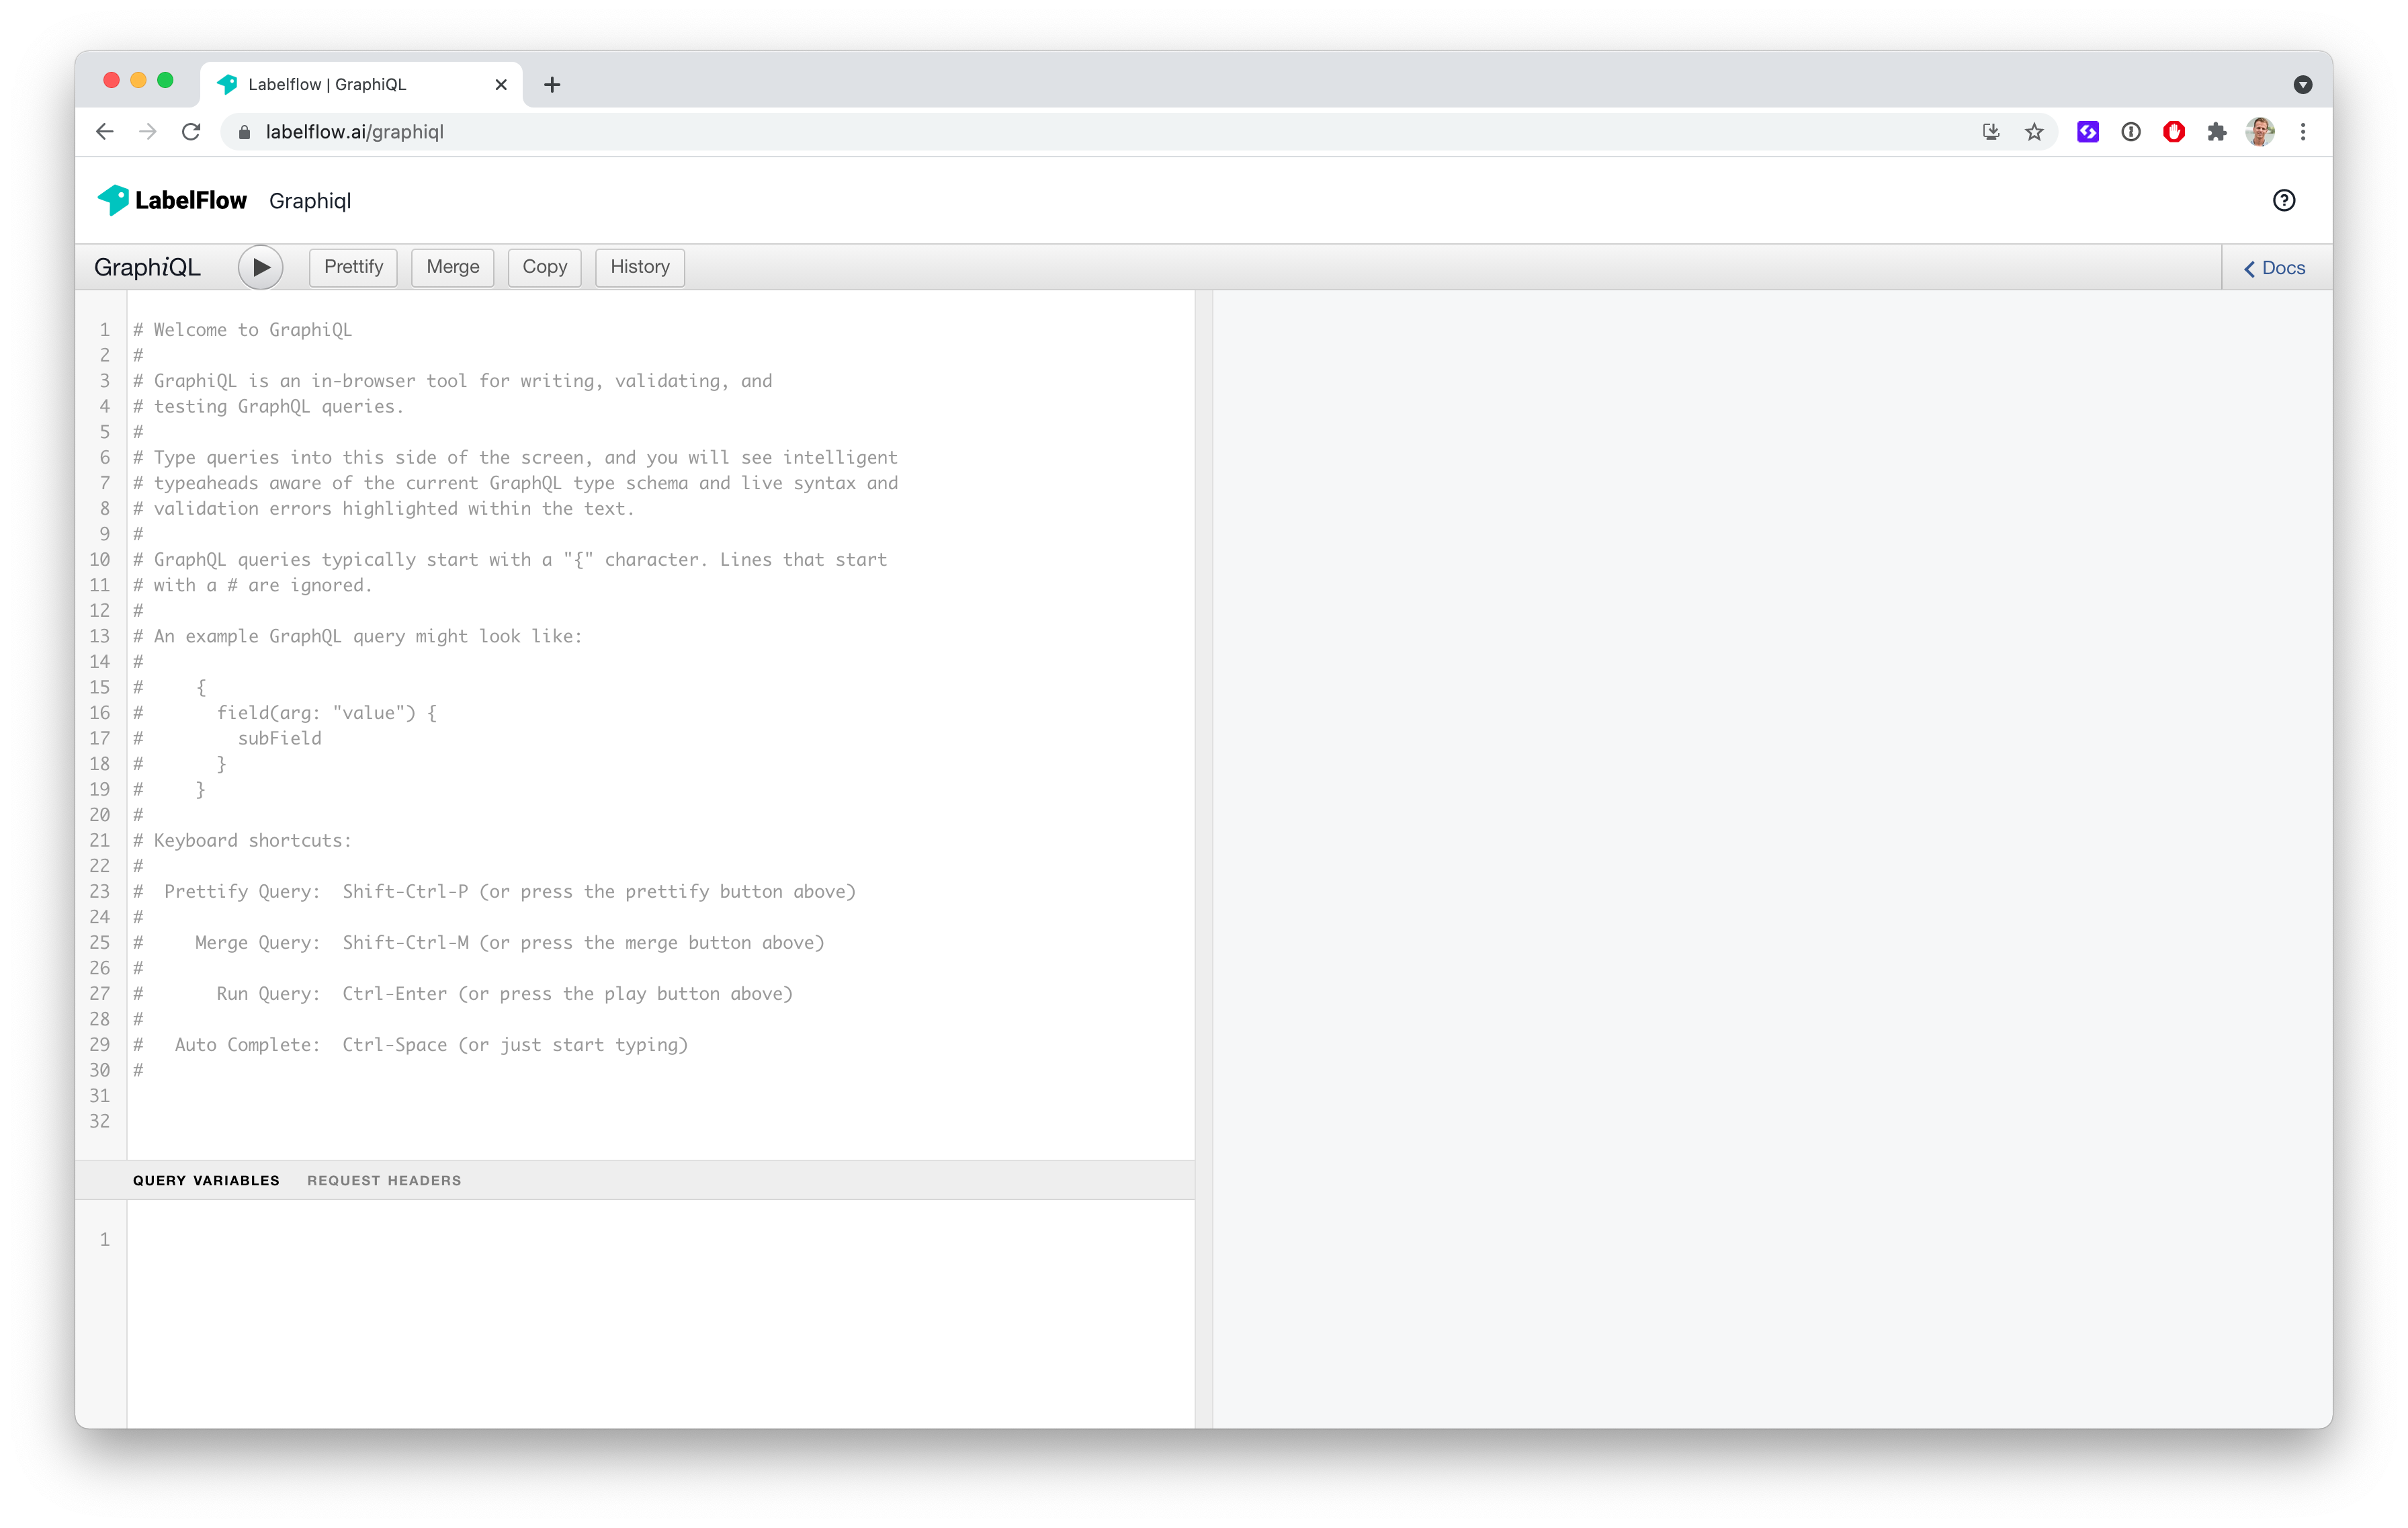 Labelflow | GraphiQL
labelflow.ai/graphiql
LabelFlow Graphiql
GraphiQL Prettify Merge Copy History Docs
1 # Welcome to GraphiQL
2 #
3 # GraphiQL is an in-browser tool for writing, validating, and
4 # testing GraphQL queries.
5 #
6 # Type queries into this side of the screen, and you will see intelligent
7 # typeaheads aware of the current GraphQL type schema and live syntax and
8 # validation errors highlighted within the text.
9 #
10 # GraphQL queries typically start with a "{" character. Lines that start
11 # with a # are ignored.
12 #
13 # An example GraphQL query might look like:
14 #
15 #     {
16 #       field(arg: "value") {
17 #         subField
18 #       }
19 #     }
20 #
21 # Keyboard shortcuts:
22 #
23 #  Prettify Query:  Shift-Ctrl-P (or press the prettify button above)
24 #
25 #     Merge Query:  Shift-Ctrl-M (or press the merge button above)
26 #
27 #       Run Query:  Ctrl-Enter (or press the play button above)
28 #
29 #   Auto Complete:  Ctrl-Space (or just start typing)
30 #
31
32
QUERY VARIABLES REQUEST HEADERS
1